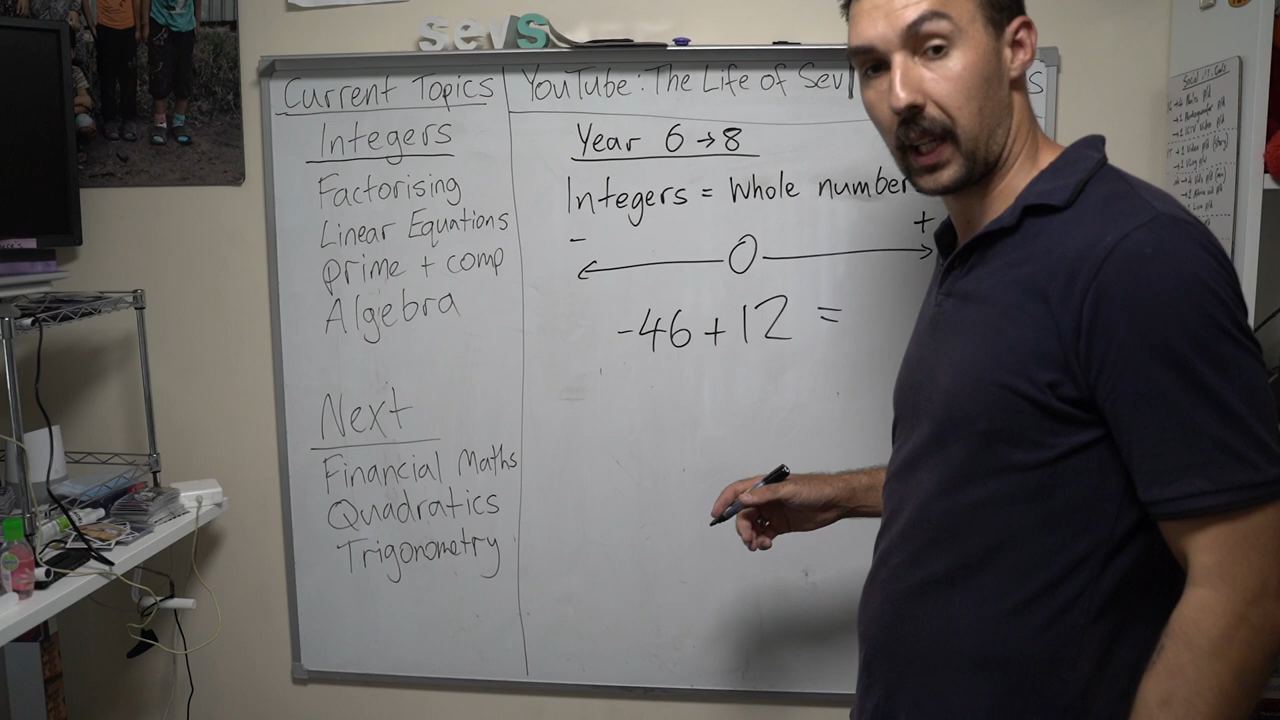 sevs
Current Topics
Integers
Factorising
Linear Equations
Prime + comp
Algebra
Next
Financial Maths
Quadratics
Trigonometry
YouTube: The Life of Sev
s
Year 6 → 8
Integers = Whole number
- +
0
-46 + 12 =